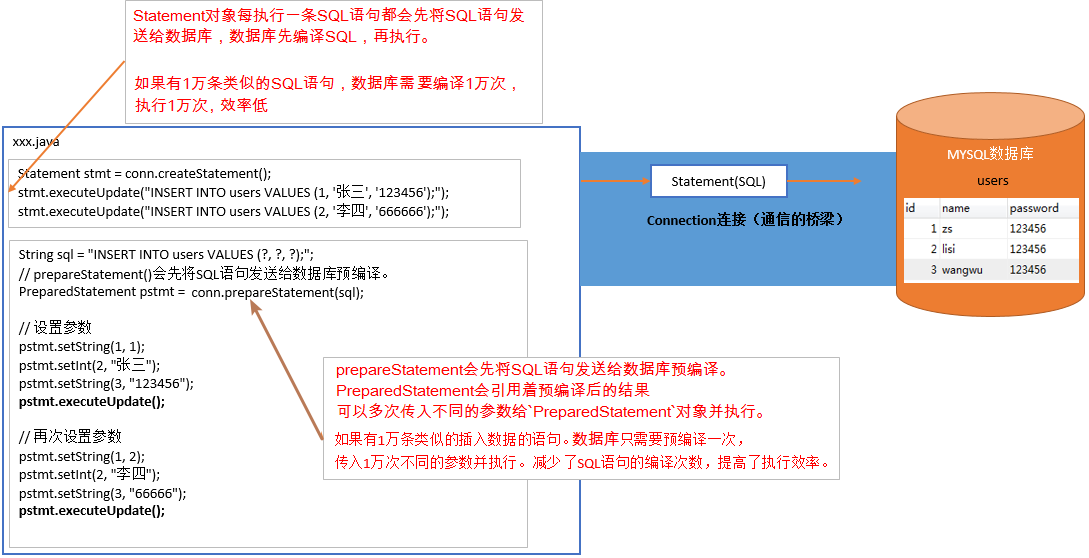 Statement对象每执行一条SQL语句都会先将SQL语句发
送给数据库，数据库先编译SQL，再执行。
如果有1万条类似的SQL语句，数据库需要编译1万次，
执行1万次, 效率低
xxx.java
Statement stmt = conn.createStatement();
stmt.executeUpdate("INSERT INTO users VALUES (1, '张三', '123456');");
stmt.executeUpdate("INSERT INTO users VALUES (2, '李四', '666666');");
String sql = "INSERT INTO users VALUES (?, ?, ?);";
// prepareStatement()会先将SQL语句发送给数据库预编译。
PreparedStatement pstmt = conn.prepareStatement(sql);
// 设置参数
pstmt.setString(1, 1);
pstmt.setInt(2, "张三");
pstmt.setString(3, "123456");
pstmt.executeUpdate();
// 再次设置参数
pstmt.setString(1, 2);
pstmt.setInt(2, "李四");
pstmt.setString(3, "66666");
pstmt.executeUpdate();
prepareStatement会先将SQL语句发送给数据库预编译。
PreparedStatement会引用着预编译后的结果
可以多次传入不同的参数给`PreparedStatement`对象并执行。
如果有1万条类似的插入数据的语句。数据库只需要预编译一次，
传入1万次不同的参数并执行。减少了SQL语句的编译次数，提高了执行效率。
Statement(SQL)
Connection连接（通信的桥梁）
MYSQL数据库
users
id name password
1 zs 123456
2 lisi 123456
3 wangwu 123456